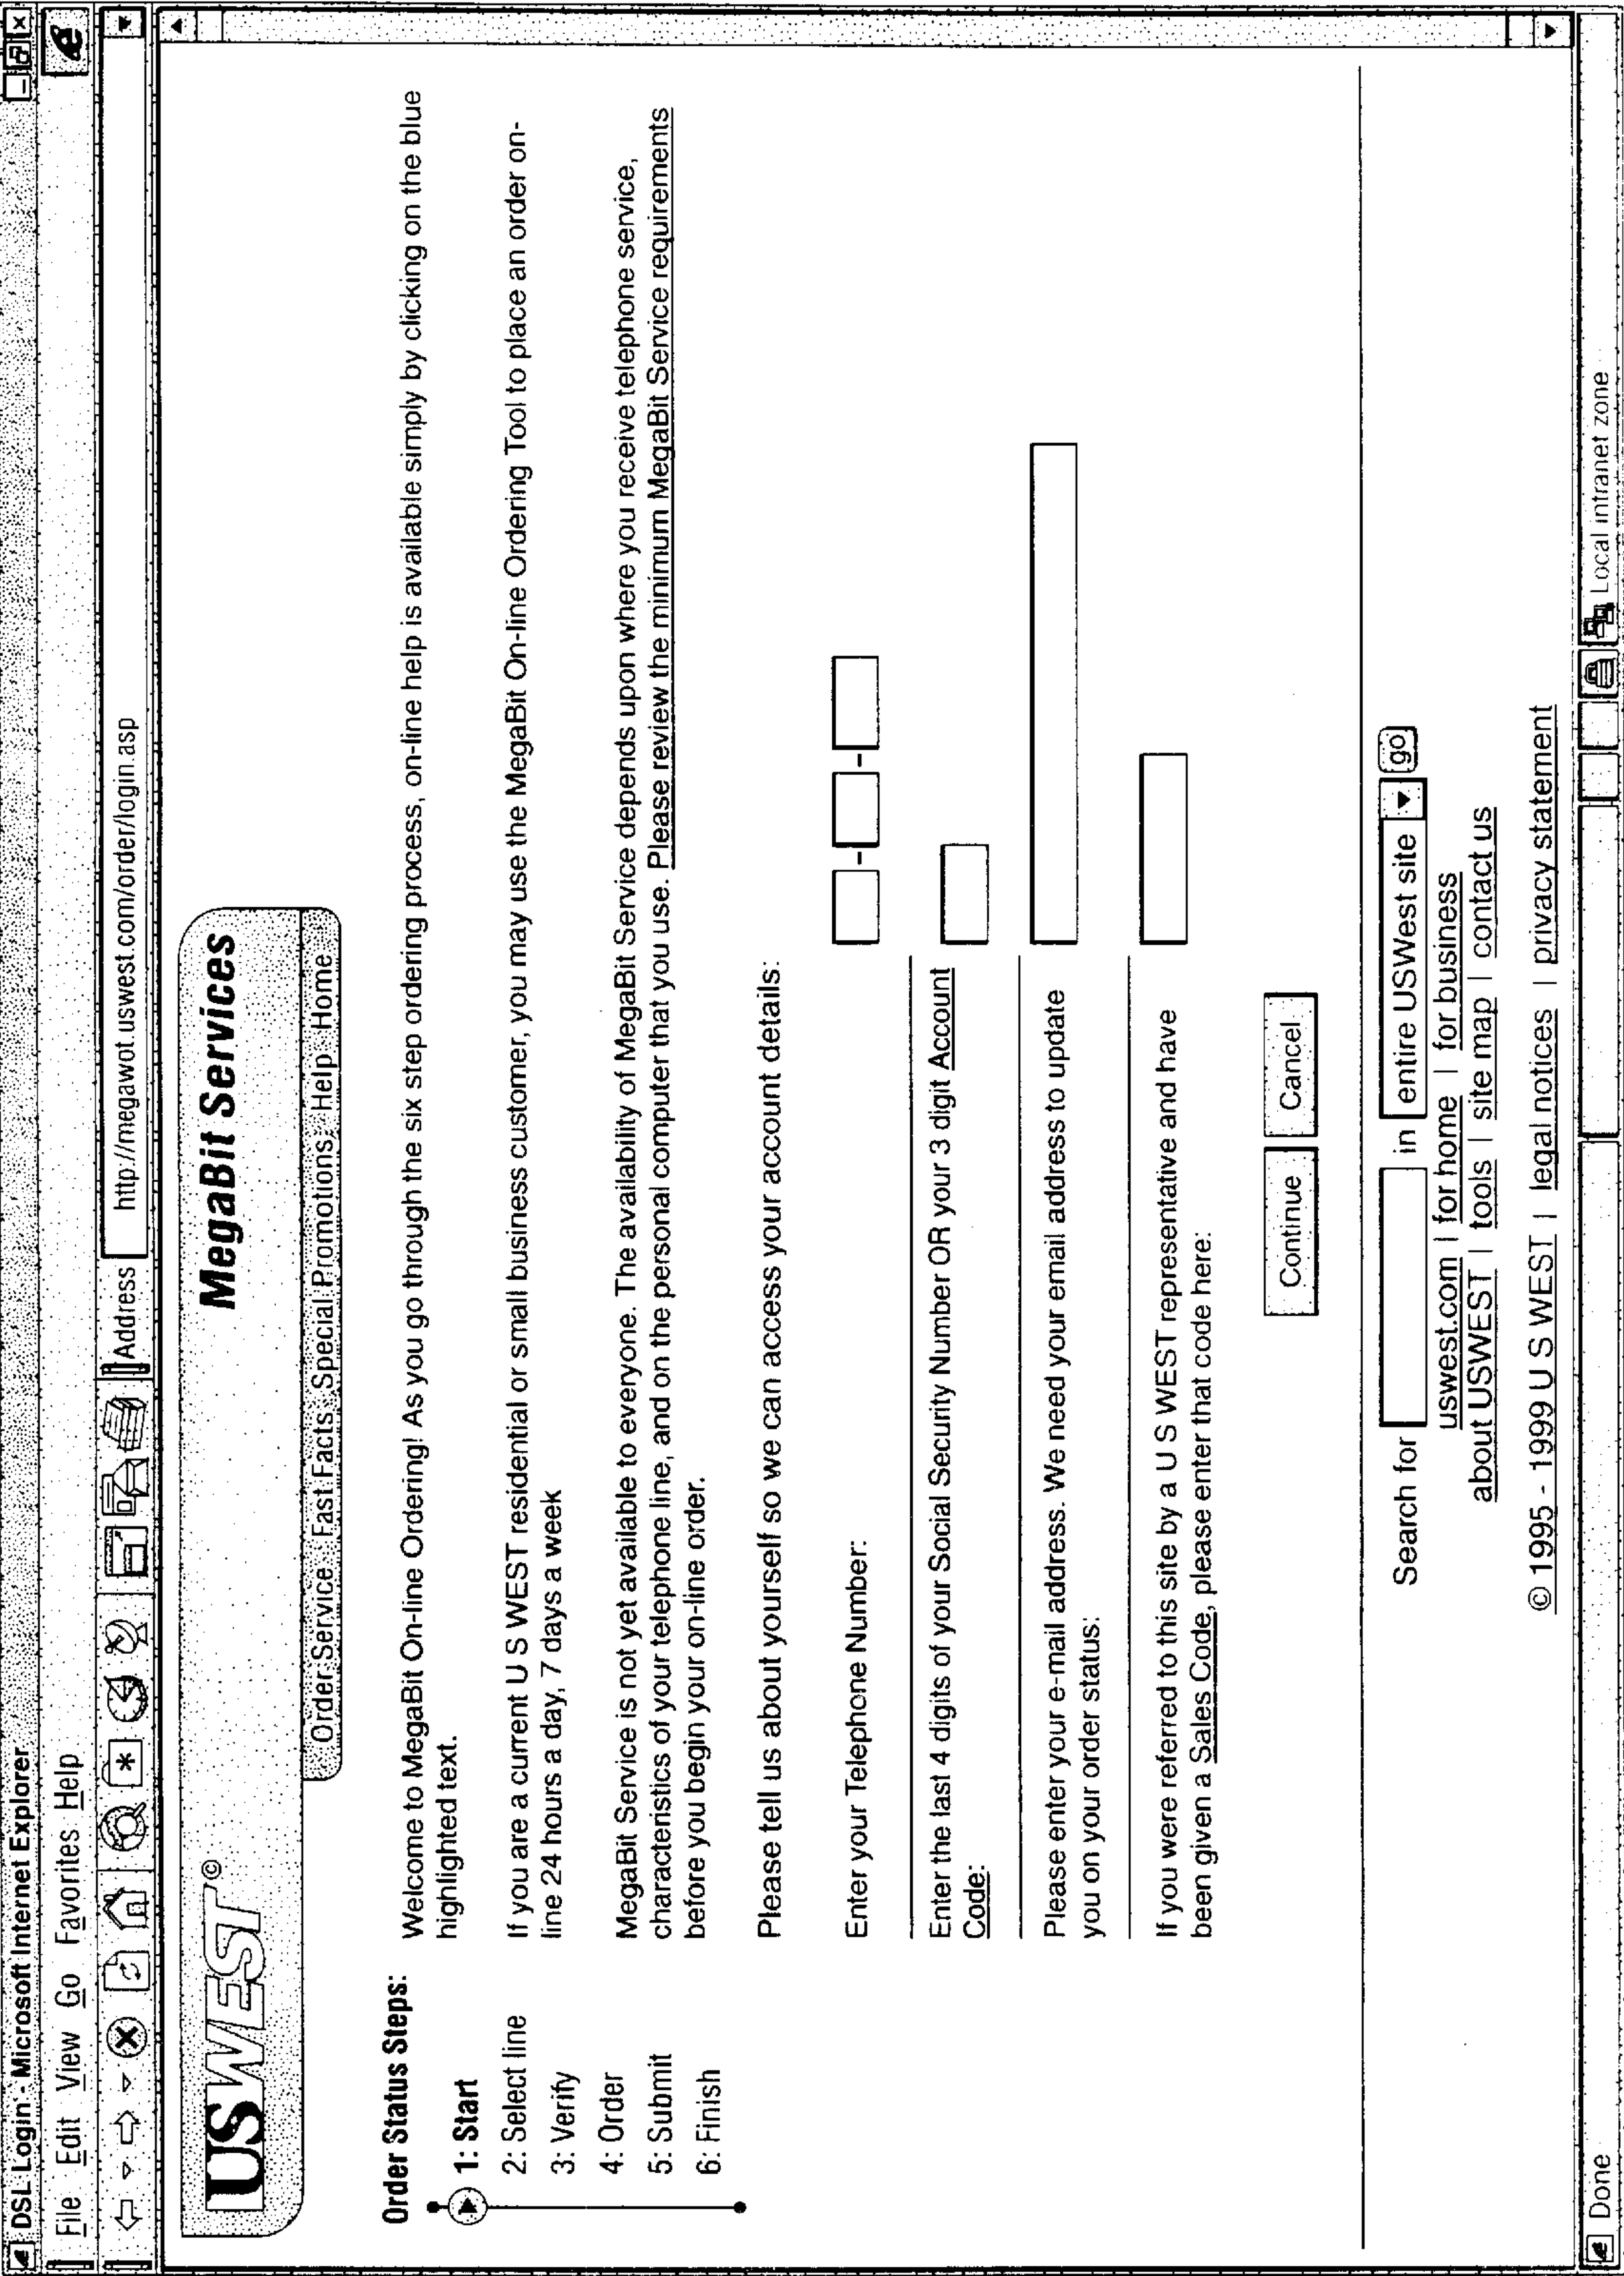 DSL Login - Microsoft Internet Explorer
File Edit View Go Favorites Help
Address http://megawot.uswest.com/order/login.asp
USWEST©
MegaBit Services
Order Service Fast Facts Special Promotions Help Home
Order Status Steps:
1: Start
2: Select line
3: Verify
4: Order
5: Submit
6: Finish
Welcome to MegaBit On-line Ordering! As you go through the six step ordering process, on-line help is available simply by clicking on the blue
highlighted text.
If you are a current U S WEST residential or small business customer, you may use the MegaBit On-line Ordering Tool to place an order on-
line 24 hours a day, 7 days a week
MegaBit Service is not yet available to everyone. The availability of MegaBit Service depends upon where you receive telephone service,
characteristics of your telephone line, and on the personal computer that you use. Please review the minimum MegaBit Service requirements
before you begin your on-line order.
Please tell us about yourself so we can access your account details:
Enter your Telephone Number:
- -
Enter the last 4 digits of your Social Security Number OR your 3 digit Account
Code:
Please enter your e-mail address. We need your email address to update
you on your order status:
If you were referred to this site by a U S WEST representative and have
been given a Sales Code, please enter that code here:
Continue Cancel
Search for in entire USWest site go
uswest.com | for home | for business
about USWEST | tools | site map | contact us
© 1995 - 1999 U S WEST | legal notices | privacy statement
Done
Local intranet zone